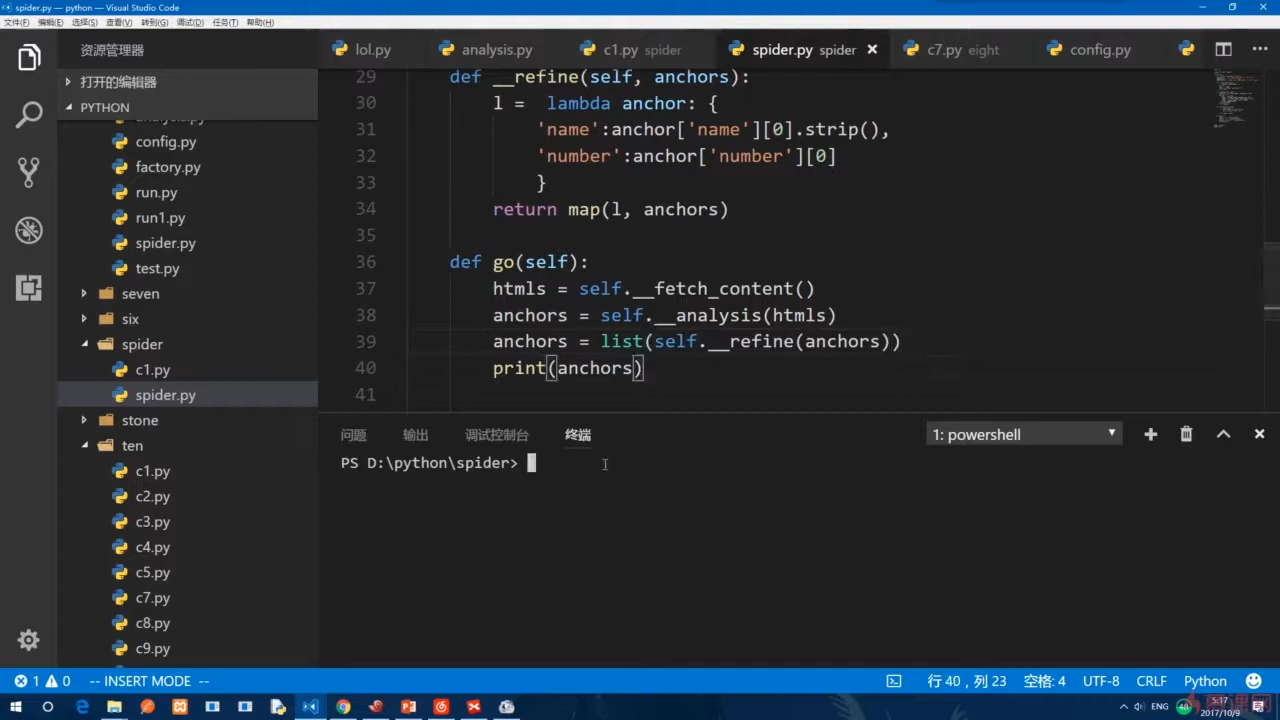 spider.py — python — Visual Studio Code
文件(F) 编辑(E) 选择(S) 查看(V) 转到(G) 调试(D) 任务(T) 帮助(H)
资源管理器
lol.py
analysis.py
c1.py spider
spider.py spider
c7.py eight
config.py
打开的编辑器
PYTHON
analysis.py
config.py
factory.py
run.py
run1.py
spider.py
test.py
seven
six
spider
c1.py
spider.py
stone
ten
c1.py
c2.py
c3.py
c4.py
c5.py
c7.py
c8.py
c9.py
29 def __refine(self, anchors):
30 l =  lambda anchor: {
31 'name':anchor['name'][0].strip(),
32 'number':anchor['number'][0]
33 }
34 return map(l, anchors)
35
36 def go(self):
37 htmls = self.__fetch_content()
38 anchors = self.__analysis(htmls)
39 anchors = list(self.__refine(anchors))
40 print(anchors)
41
问题 输出 调试控制台 终端
1: powershell
PS D:\python\spider>
1 0 -- INSERT MODE --
行 40，列 23 空格: 4 UTF-8 CRLF Python
ENG 48 5:17
2017/10/9